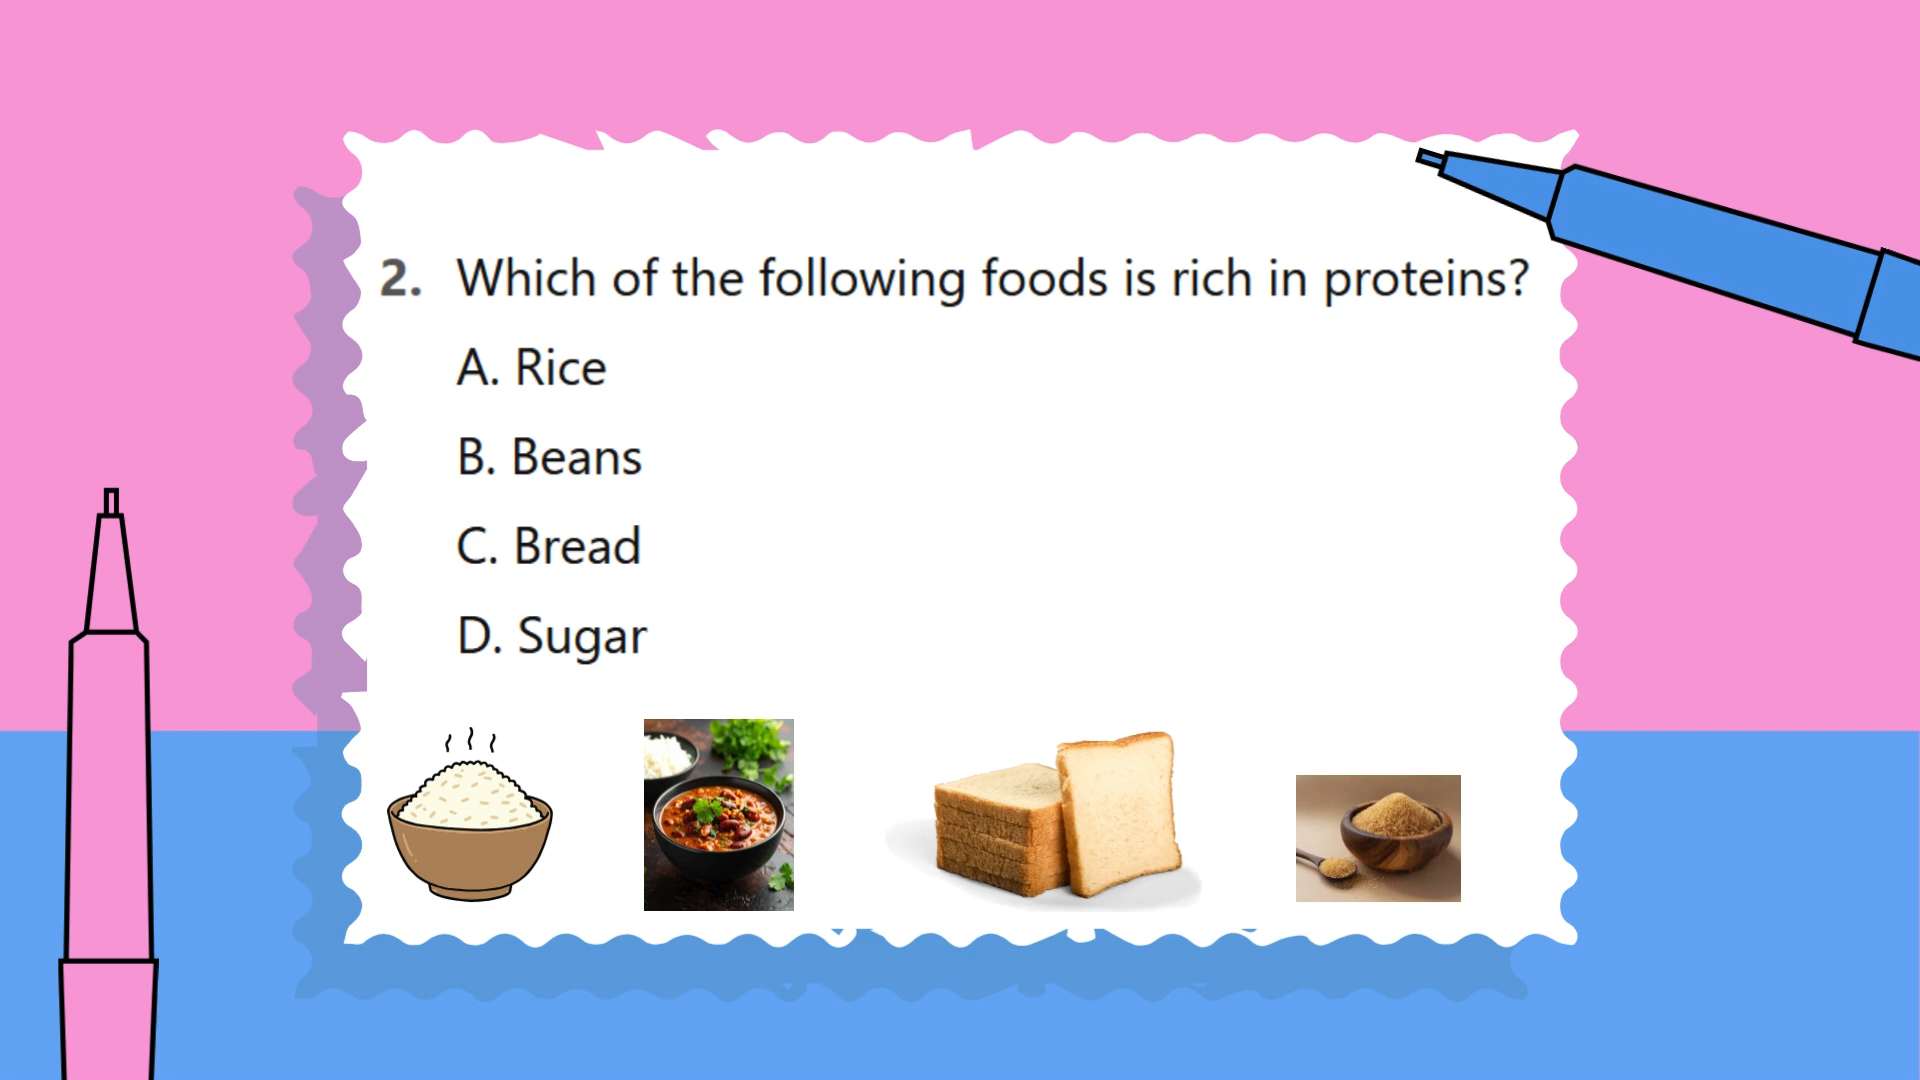 2. Which of the following foods is rich in proteins?
A. Rice
B. Beans
C. Bread
D. Sugar